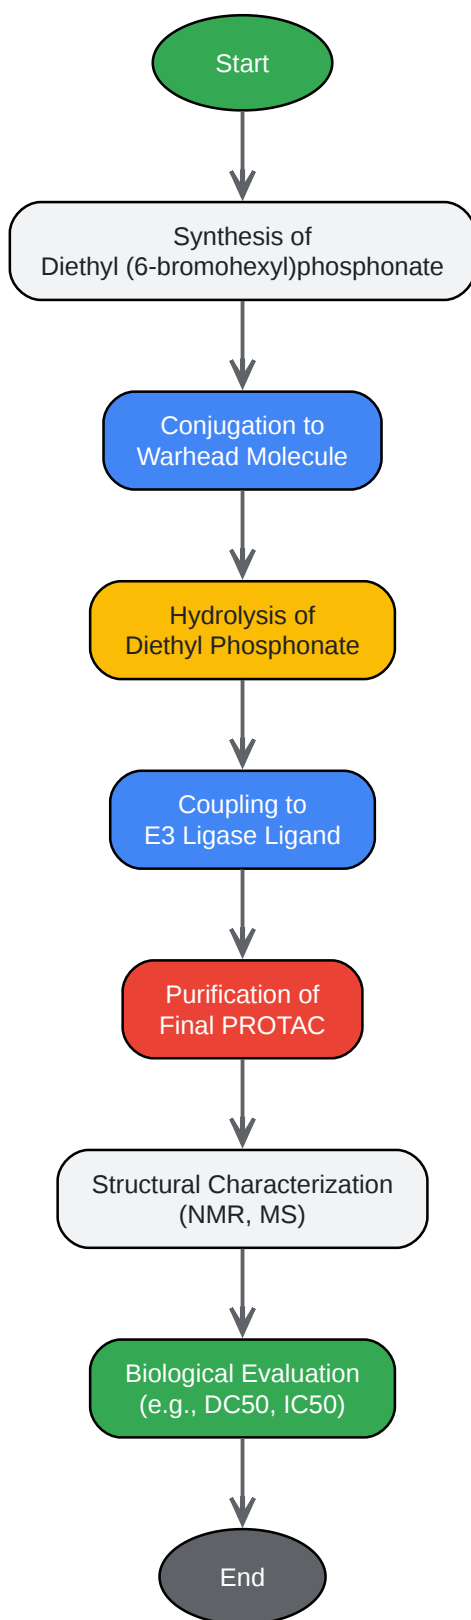 Start
Synthesis of
Diethyl (6-bromohexyl)phosphonate
Conjugation to
Warhead Molecule
Hydrolysis of
Diethyl Phosphonate
Coupling to
E3 Ligase Ligand
Purification of
Final PROTAC
Structural Characterization
(NMR, MS)
Biological Evaluation
(e.g., DC50, IC50)
End